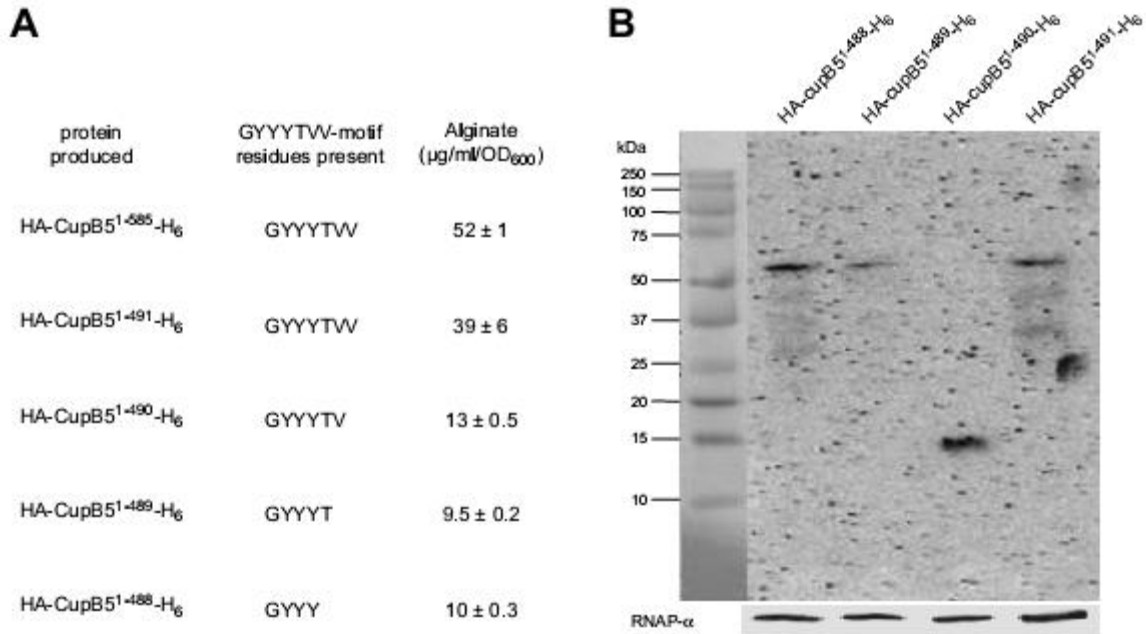 A
protein produced
GYYYTVV-motif residues present
Alginate (µg/ml/OD600)
HA-CupB5¹⁻⁵⁸⁵-H₆ GYYYTVV 52 ± 1
HA-CupB5¹⁻⁴⁹¹-H₆ GYYYTVV 39 ± 6
HA-CupB5¹⁻⁴⁹⁰-H₆ GYYYTV 13 ± 0.5
HA-CupB5¹⁻⁴⁸⁹-H₆ GYYYT 9.5 ± 0.2
HA-CupB5¹⁻⁴⁸⁸-H₆ GYYY 10 ± 0.3
B
HA-cupB5¹⁻⁴⁸⁸-H₆
HA-cupB5¹⁻⁴⁸⁹-H₆
HA-cupB5¹⁻⁴⁹⁰-H₆
HA-cupB5¹⁻⁴⁹¹-H₆
kDa
250
150
100
75
50
37
25
20
15
10
RNAP-α